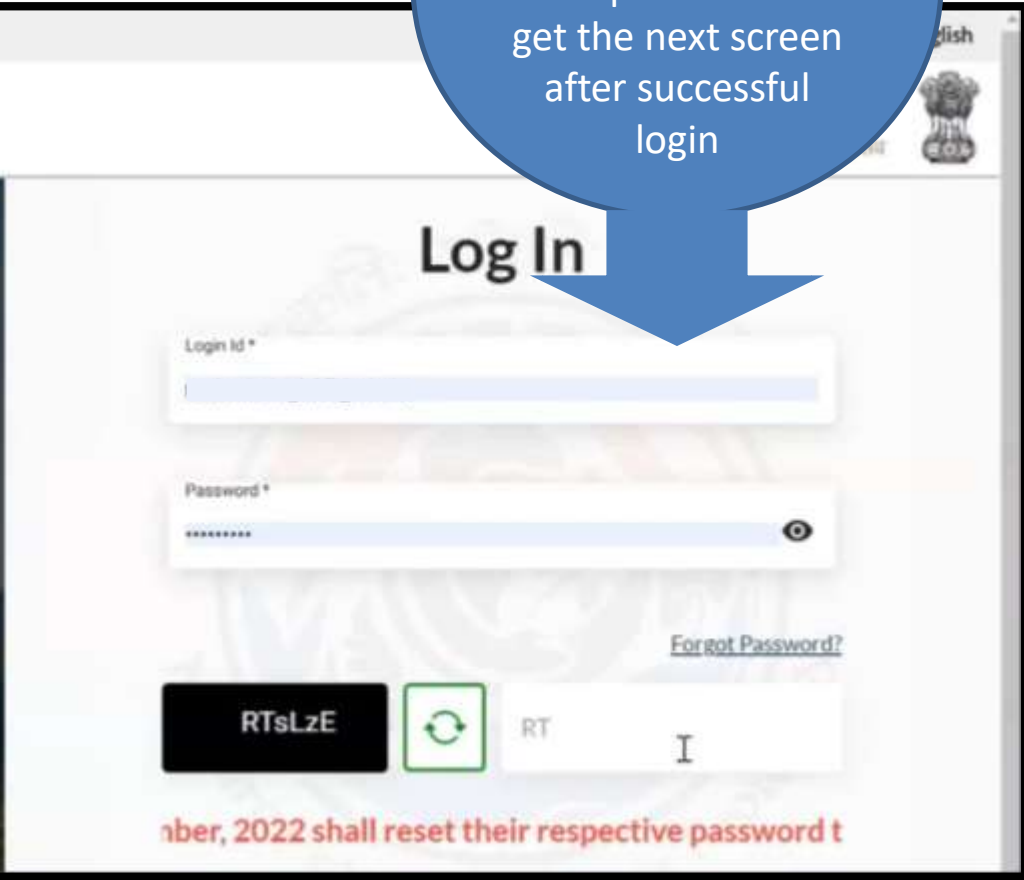 get the next screen
after successful
login
Log In
Login Id *
Password *
•••••••••
Forgot Password?
RTsLzE
RT
2022 shall reset their respective password